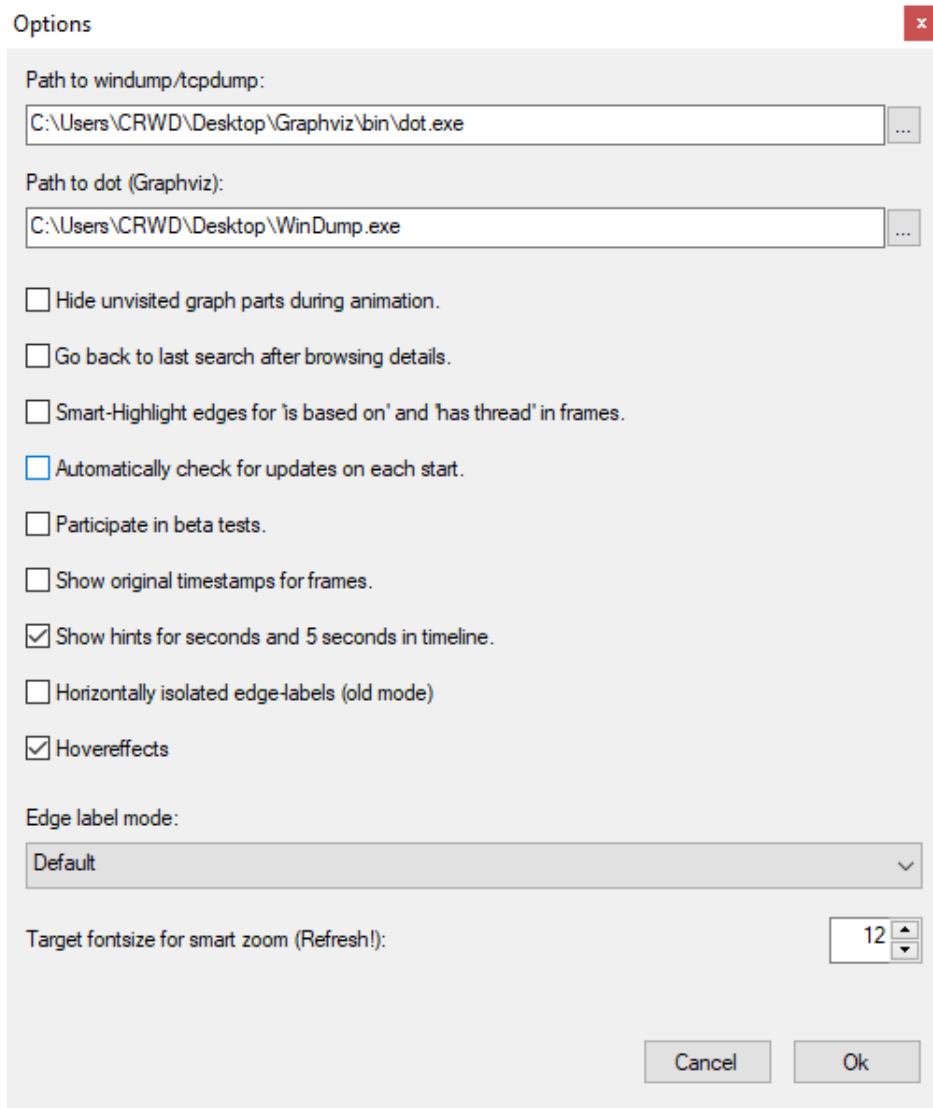 Options
x
Path to windump/tcpdump:
C:\Users\CRWD\Desktop\Graphviz\bin\dot.exe
...
Path to dot (Graphviz):
C:\Users\CRWD\Desktop\WinDump.exe
...
Hide unvisited graph parts during animation.
Go back to last search after browsing details.
Smart-Highlight edges for 'is based on' and 'has thread' in frames.
Automatically check for updates on each start.
Participate in beta tests.
Show original timestamps for frames.
Show hints for seconds and 5 seconds in timeline.
Horizontally isolated edge-labels (old mode)
Hovereffects
Edge label mode:
Default
Target fontsize for smart zoom (Refresh!):
12
Cancel
Ok